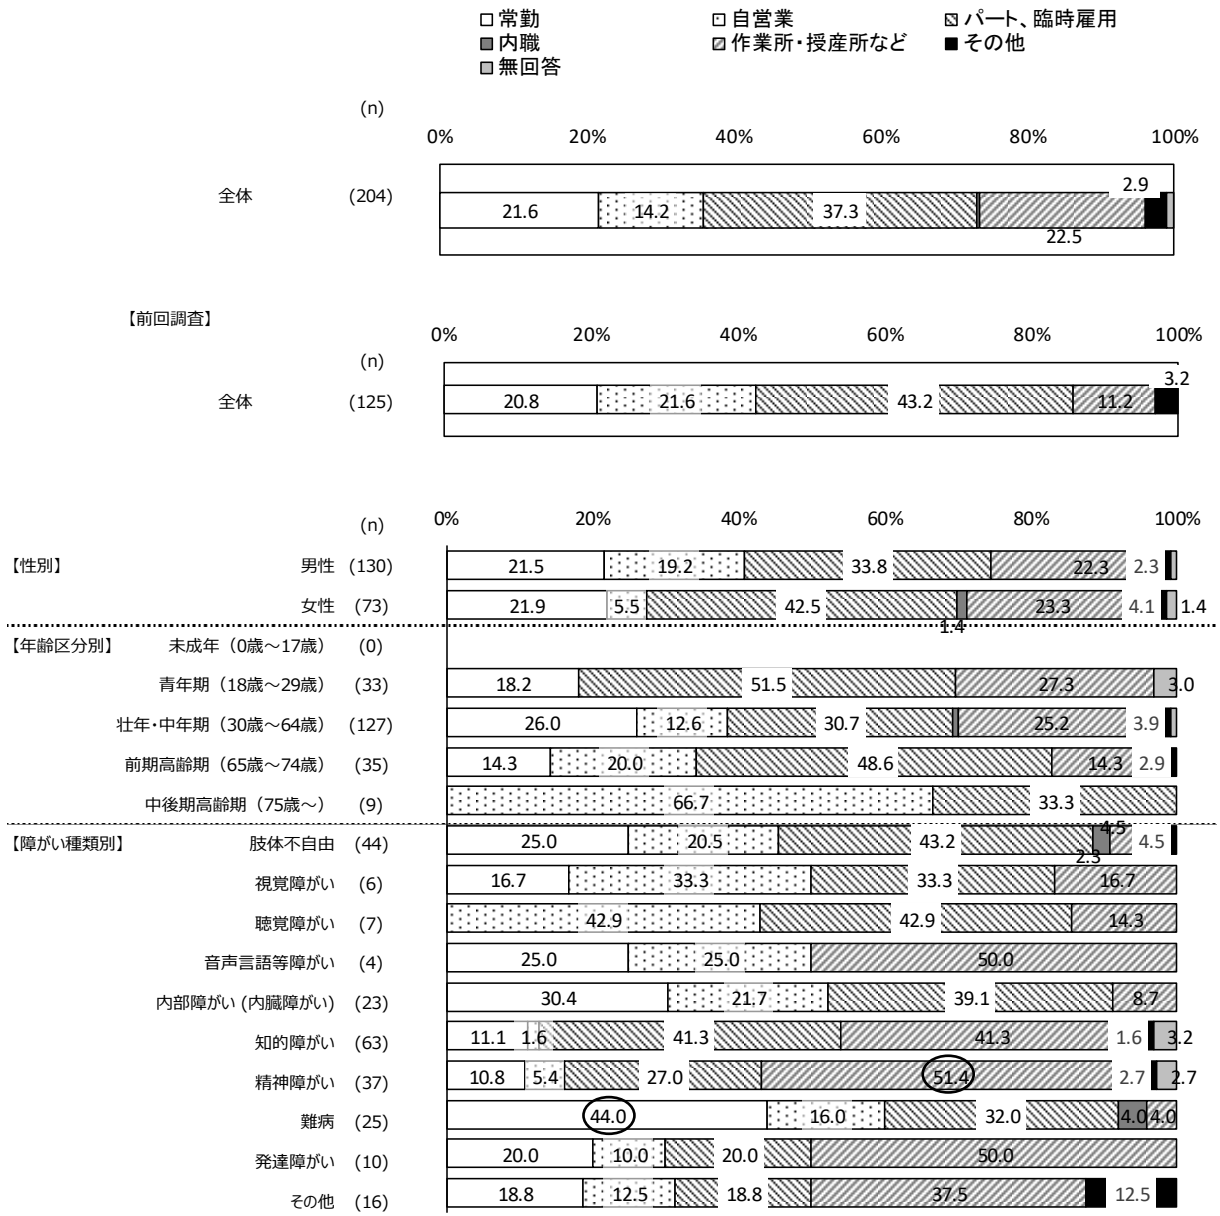 常勤 自営業 パート、臨時雇用
内職 作業所・授産所など その他
無回答
(n)
0% 20% 40% 60% 80% 100%
2.9
全体 (204) 21.6 14.2 37.3
22.5
【前回調査】
0% 20% 40% 60% 80% 100%
(n)
3.2
全体 (125) 20.8 21.6 43.2 11.2
(n) 0% 20% 40% 60% 80% 100%
【性別】 男性 (130) 21.5 19.2 33.8 22.3 2.3
女性 (73) 21.9 5.5 42.5 23.3 4.1 1.4
1.4
【年齢区分別】 未成年（0歳～17歳） (0)
青年期（18歳～29歳） (33) 18.2 51.5 27.3 3.0
壮年・中年期（30歳～64歳） (127) 26.0 12.6 30.7 25.2 3.9
前期高齢期（65歳～74歳） (35) 14.3 20.0 48.6 14.3 2.9
中後期高齢期（75歳～） (9) 66.7 33.3
4.5
【障がい種類別】 肢体不自由 (44) 25.0 20.5 43.2 4.5
2.3
視覚障がい (6) 16.7 33.3 33.3 16.7
聴覚障がい (7) 42.9 42.9 14.3
音声言語等障がい (4) 25.0 25.0 50.0
内部障がい (内臓障がい) (23) 30.4 21.7 39.1 8.7
知的障がい (63) 11.1 1.6 41.3 41.3 1.6 3.2
精神障がい (37) 10.8 5.4 27.0 51.4 2.7 2.7
難病 (25) 44.0 16.0 32.0 4.0 4.0
発達障がい (10) 20.0 10.0 20.0 50.0
その他 (16) 18.8 12.5 18.8 37.5 12.5